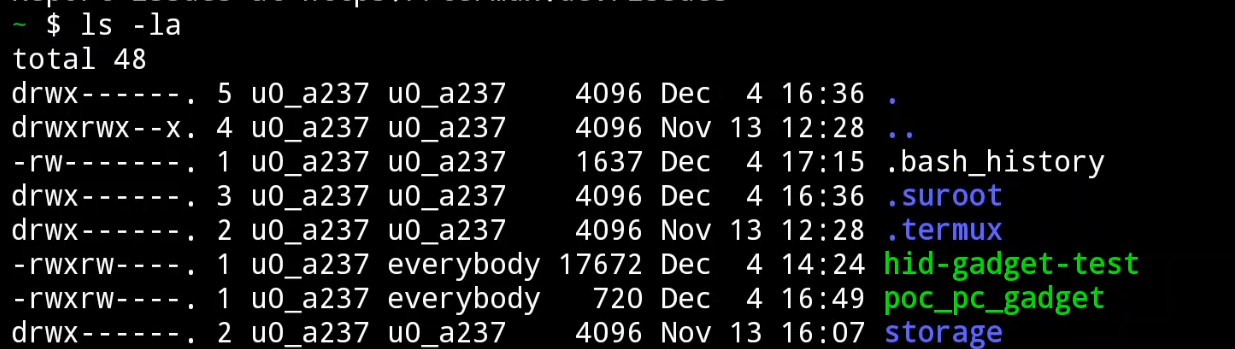 ~ $ ls -la
total 48
drwx------. 5 u0_a237 u0_a237    4096 Dec  4 16:36 .
drwxrwx--x. 4 u0_a237 u0_a237    4096 Nov 13 12:28 ..
-rw-------. 1 u0_a237 u0_a237    1637 Dec  4 17:15 .bash_history
drwx------. 3 u0_a237 u0_a237    4096 Dec  4 16:36 .suroot
drwx------. 2 u0_a237 u0_a237    4096 Nov 13 12:28 .termux
-rwxrw----. 1 u0_a237 everybody 17672 Dec  4 14:24 hid-gadget-test
-rwxrw----. 1 u0_a237 everybody   720 Dec  4 16:49 poc_pc_gadget
drwx------. 2 u0_a237 u0_a237    4096 Nov 13 16:07 storage